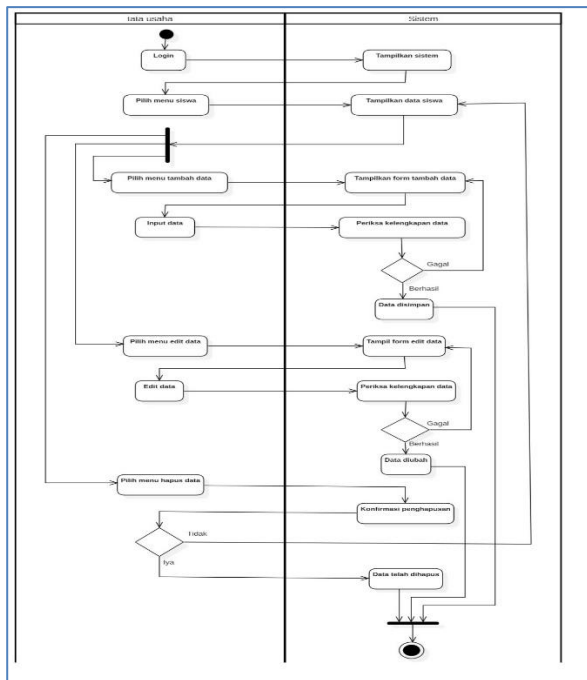 tata usaha
Sistem
Login
Tampilkan sistem
Pilih menu siswa
Tampilkan data siswa
Pilih menu tambah data
Tampilkan form tambah data
Input data
Periksa kelengkapan data
Gagal
Berhasil
Data disimpan
Pilih menu edit data
Tampil form edit data
Edit data
Periksa kelengkapan data
Gagal
Berhasil
Data diubah
Pilih menu hapus data
Konfirmasi penghapusan
Tidak
Iya
Data telah dihapus